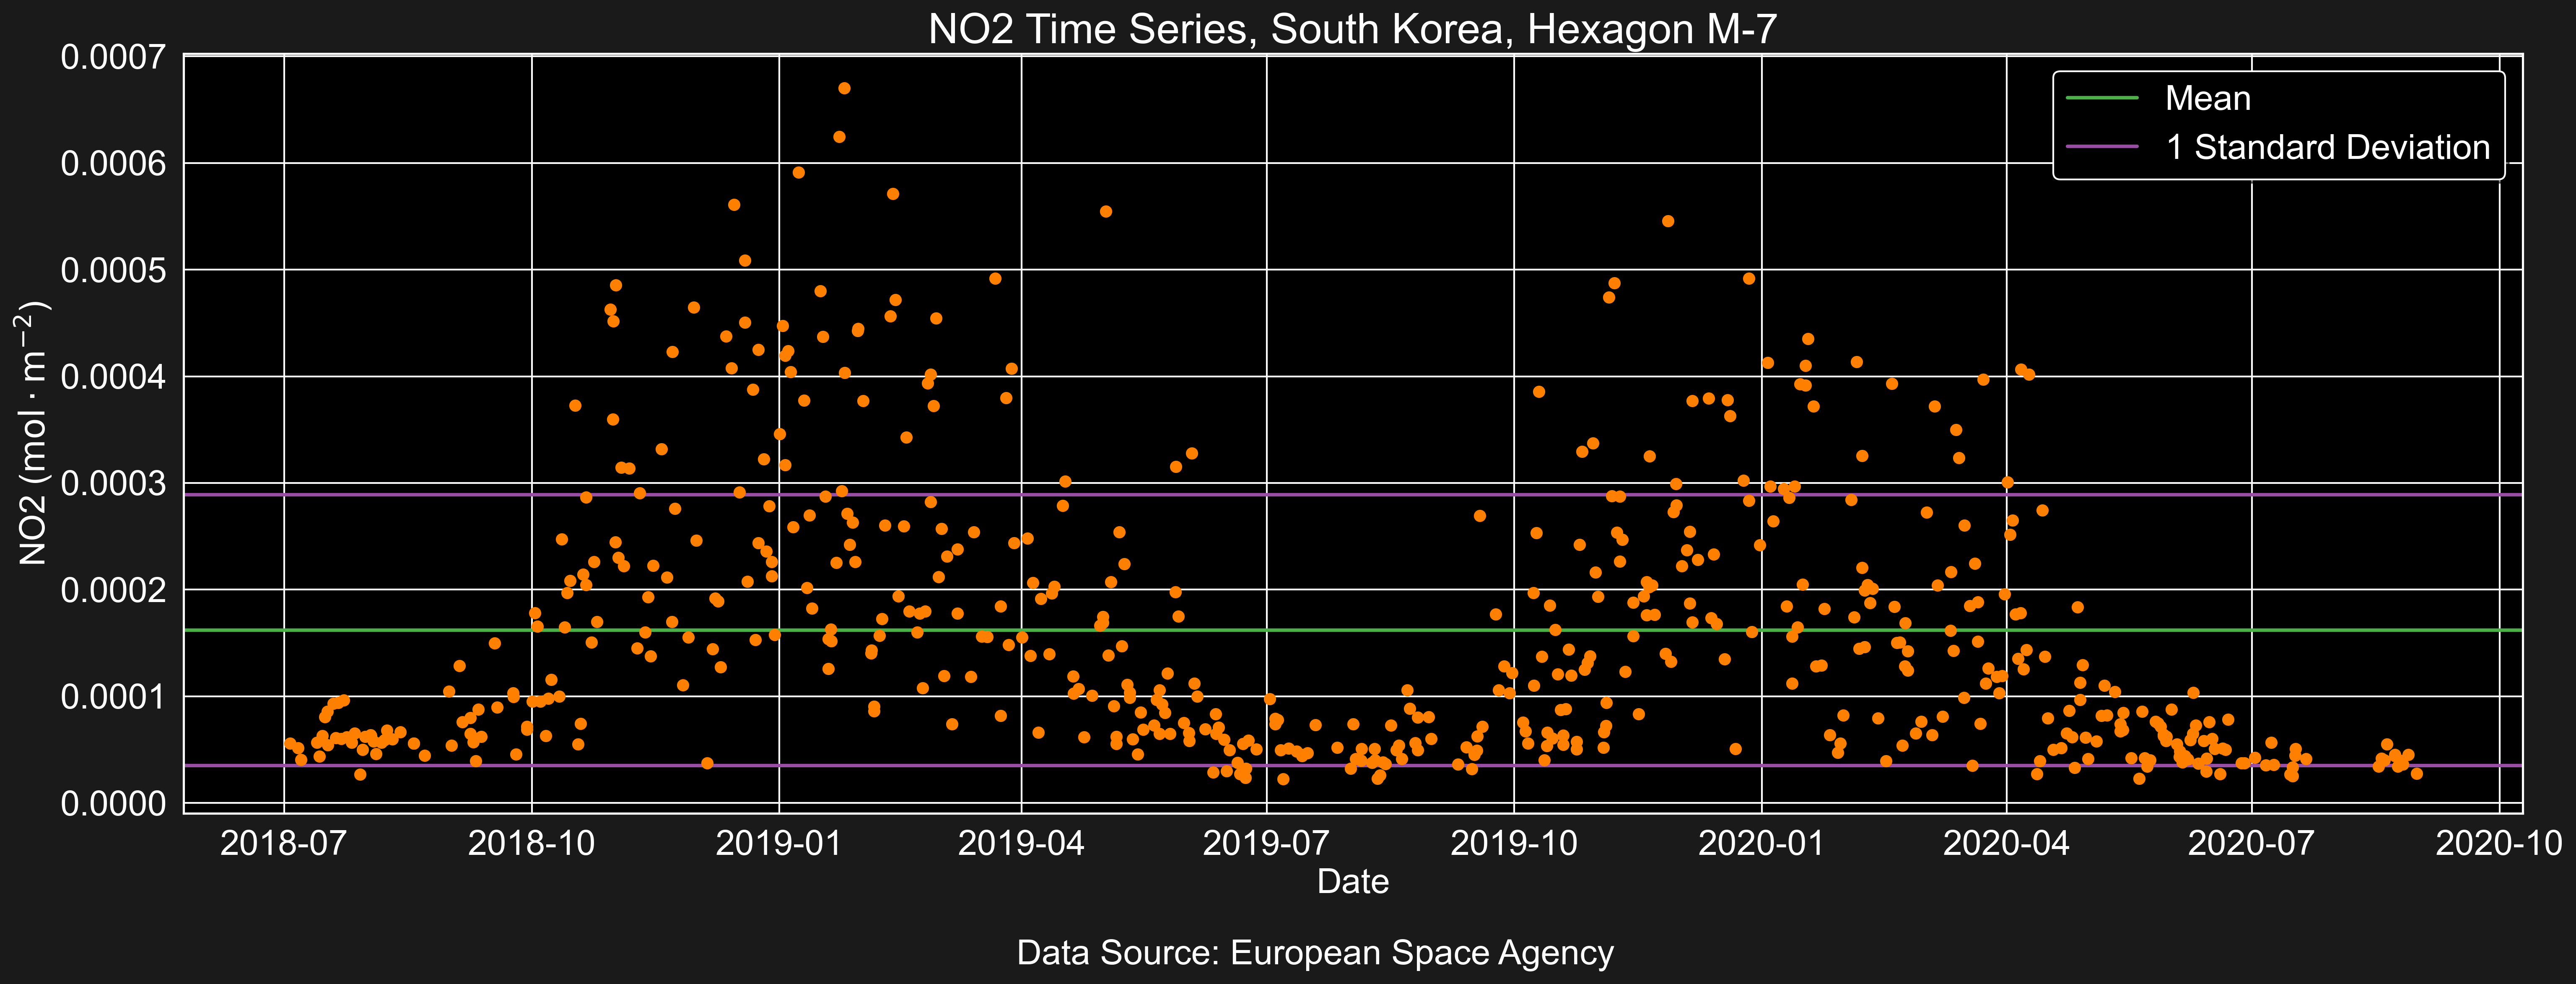 NO2 Time Series, South Korea, Hexagon M-7
0.0007
0.0006
0.0005
0.0004
0.0003
0.0002
0.0001
0.0000
NO2 (mol · m⁻²)
Mean
1 Standard Deviation
2018-07 2018-10 2019-01 2019-04 2019-07 2019-10 2020-01 2020-04 2020-07 2020-10
Date
Data Source: European Space Agency